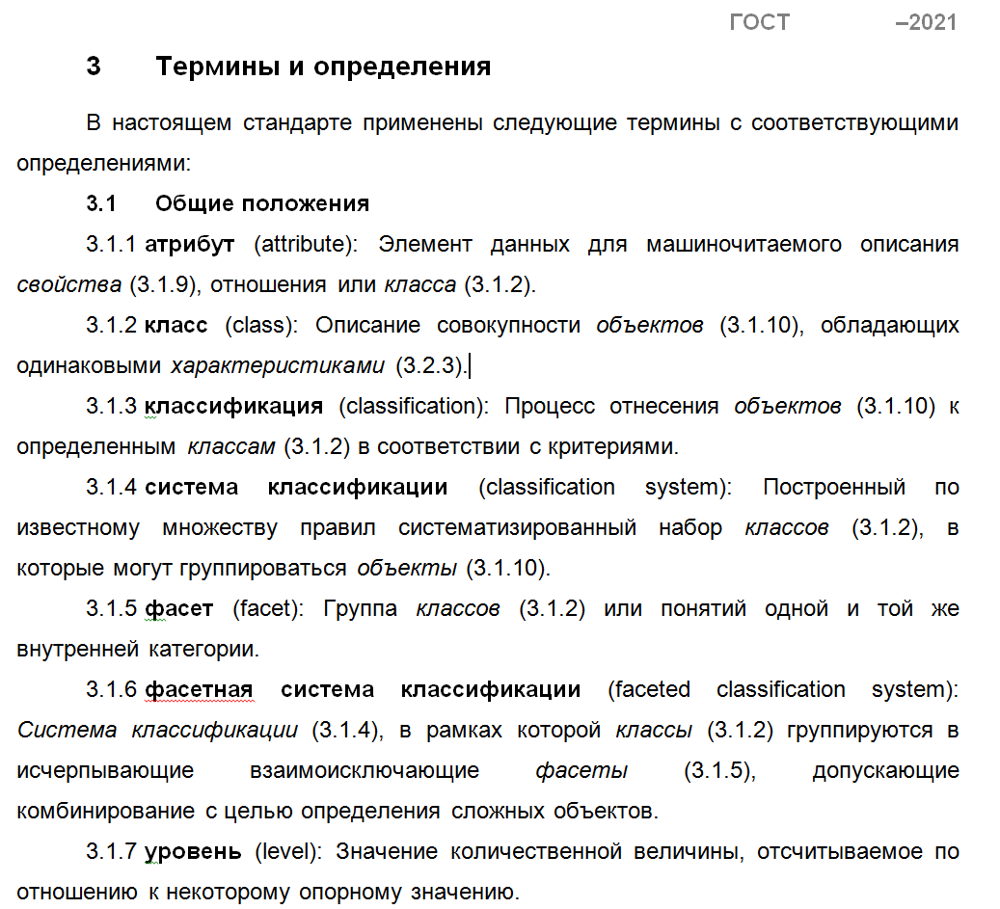 ГОСТ –2021
3 Термины и определения
В настоящем стандарте применены следующие термины с соответствующими
определениями:
3.1 Общие положения
3.1.1 атрибут (attribute): Элемент данных для машиночитаемого описания
свойства (3.1.9), отношения или класса (3.1.2).
3.1.2 класс (class): Описание совокупности объектов (3.1.10), обладающих
одинаковыми характеристиками (3.2.3).
3.1.3 классификация (classification): Процесс отнесения объектов (3.1.10) к
определенным классам (3.1.2) в соответствии с критериями.
3.1.4 система классификации (classification system): Построенный по
известному множеству правил систематизированный набор классов (3.1.2), в
которые могут группироваться объекты (3.1.10).
3.1.5 фасет (facet): Группа классов (3.1.2) или понятий одной и той же
внутренней категории.
3.1.6 фасетная система классификации (faceted classification system):
Система классификации (3.1.4), в рамках которой классы (3.1.2) группируются в
исчерпывающие взаимоисключающие фасеты (3.1.5), допускающие
комбинирование с целью определения сложных объектов.
3.1.7 уровень (level): Значение количественной величины, отсчитываемое по
отношению к некоторому опорному значению.